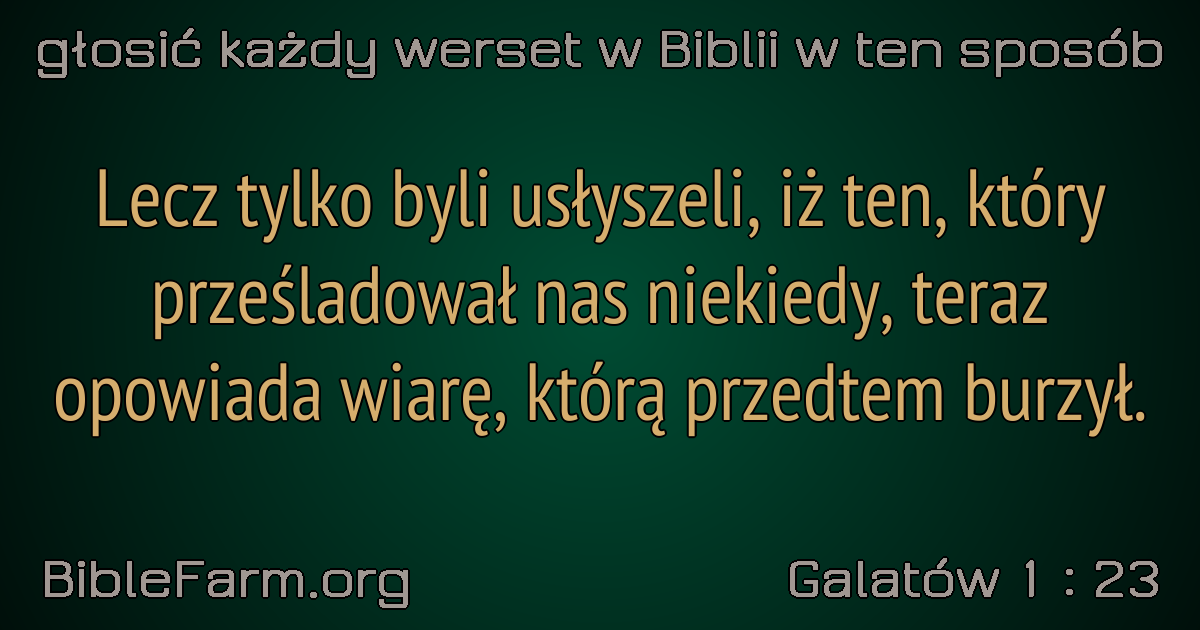 głosić każdy werset w Biblii w ten sposób
Lecz tylko byli usłyszeli, iż ten, który
prześladował nas niekiedy, teraz
opowiada wiarę, którą przedtem burzył.
BibleFarm.org
Galatów 1 : 23